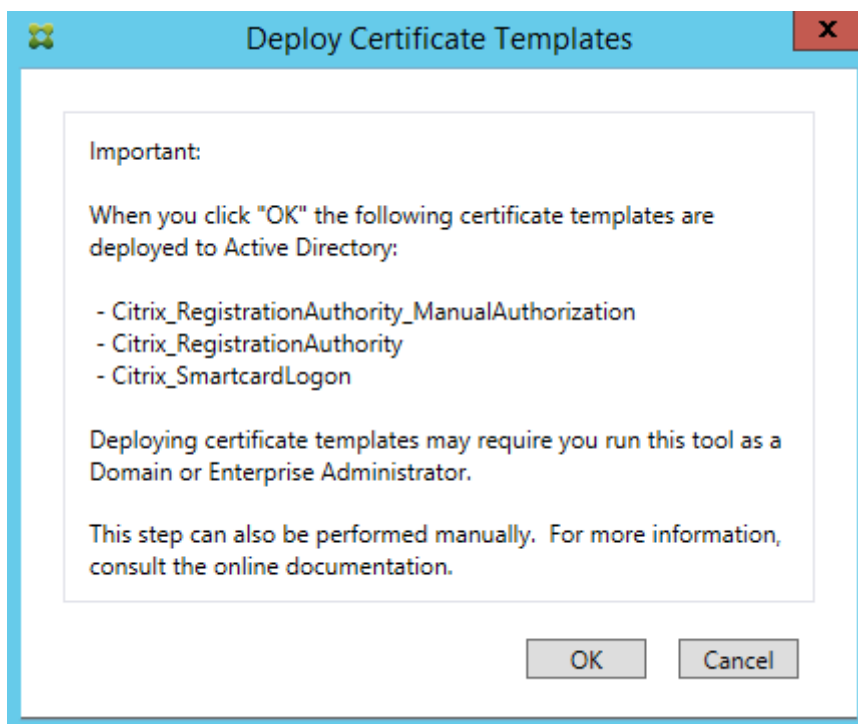 Deploy Certificate Templates
x
Important:
When you click "OK" the following certificate templates are
deployed to Active Directory:
- Citrix_RegistrationAuthority_ManualAuthorization
- Citrix_RegistrationAuthority
- Citrix_SmartcardLogon
Deploying certificate templates may require you run this tool as a
Domain or Enterprise Administrator.
This step can also be performed manually.  For more information,
consult the online documentation.
OK
Cancel